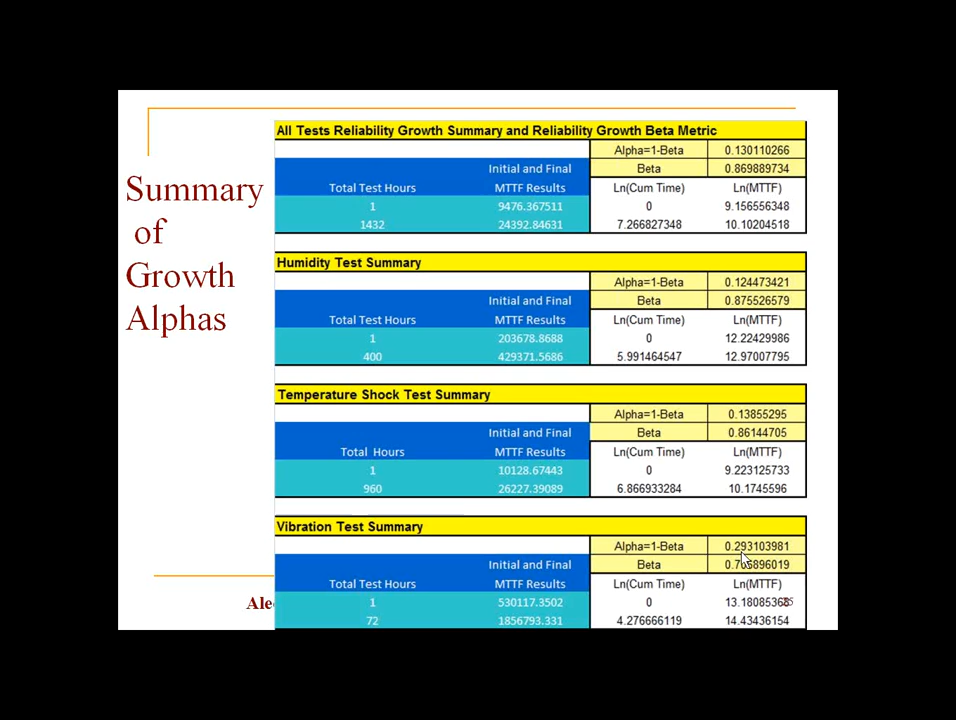 Summary
of
Growth
Alphas
All Tests Reliability Growth Summary and Reliability Growth Beta Metric
Alpha=1-Beta 0.130110266
Initial and Final Beta 0.869889734
Total Test Hours MTTF Results Ln(Cum Time) Ln(MTTF)
1 9476.367511 0 9.156556348
1432 24392.84631 7.266827348 10.10204518
Humidity Test Summary
Alpha=1-Beta 0.124473421
Initial and Final Beta 0.875526579
Total Test Hours MTTF Results Ln(Cum Time) Ln(MTTF)
1 203678.8688 0 12.22429986
400 429371.5686 5.991464547 12.97007795
Temperature Shock Test Summary
Alpha=1-Beta 0.13855295
Initial and Final Beta 0.86144705
Total Hours MTTF Results Ln(Cum Time) Ln(MTTF)
1 10128.67443 0 9.223125733
960 26227.39089 6.866933284 10.1745596
Vibration Test Summary
Alpha=1-Beta 0.293103981
Initial and Final Beta
Total Test Hours MTTF Results Ln(Cum Time) Ln(MTTF)
1 530117.3502 0 13.18085368
72 1856793.331 4.276666119 14.43436154